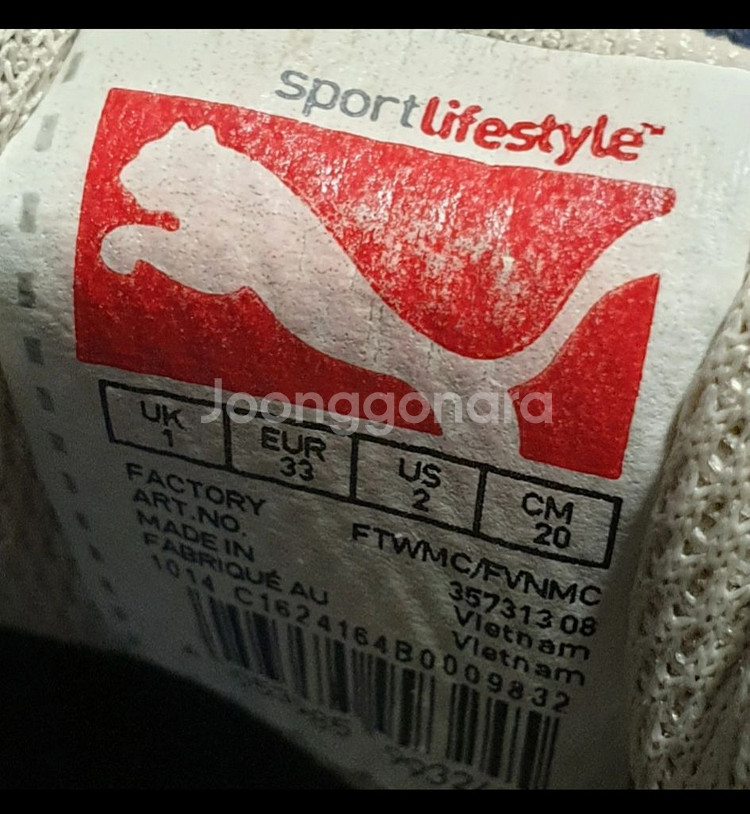 sportlifestyle™
Joonggonara
UK EUR US CM
1 33 2 20
FACTORY FTWMC/FVNMC
ART.NO. 357313 08
MADE IN Vietnam
FABRIQUÉ AU Vietnam
1014 C1624164B0009832